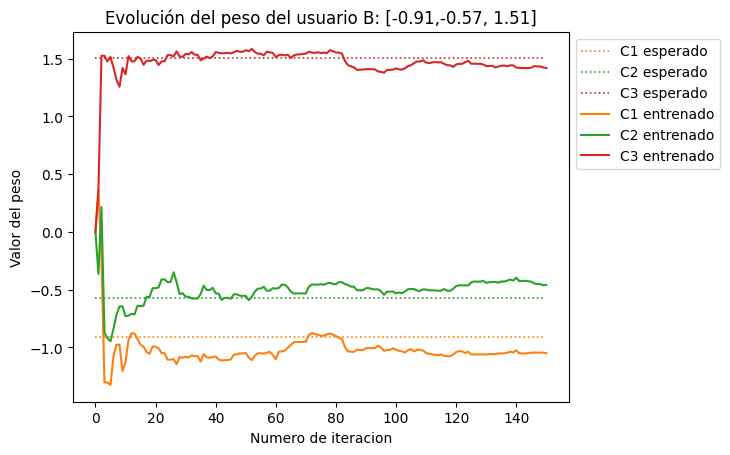 Evolución del peso del usuario B: [-0.91,-0.57, 1.51]
C1 esperado
C2 esperado
C3 esperado
C1 entrenado
C2 entrenado
C3 entrenado
Valor del peso
1.5
1.0
0.5
0.0
−0.5
−1.0
0 20 40 60 80 100 120 140
Numero de iteracion